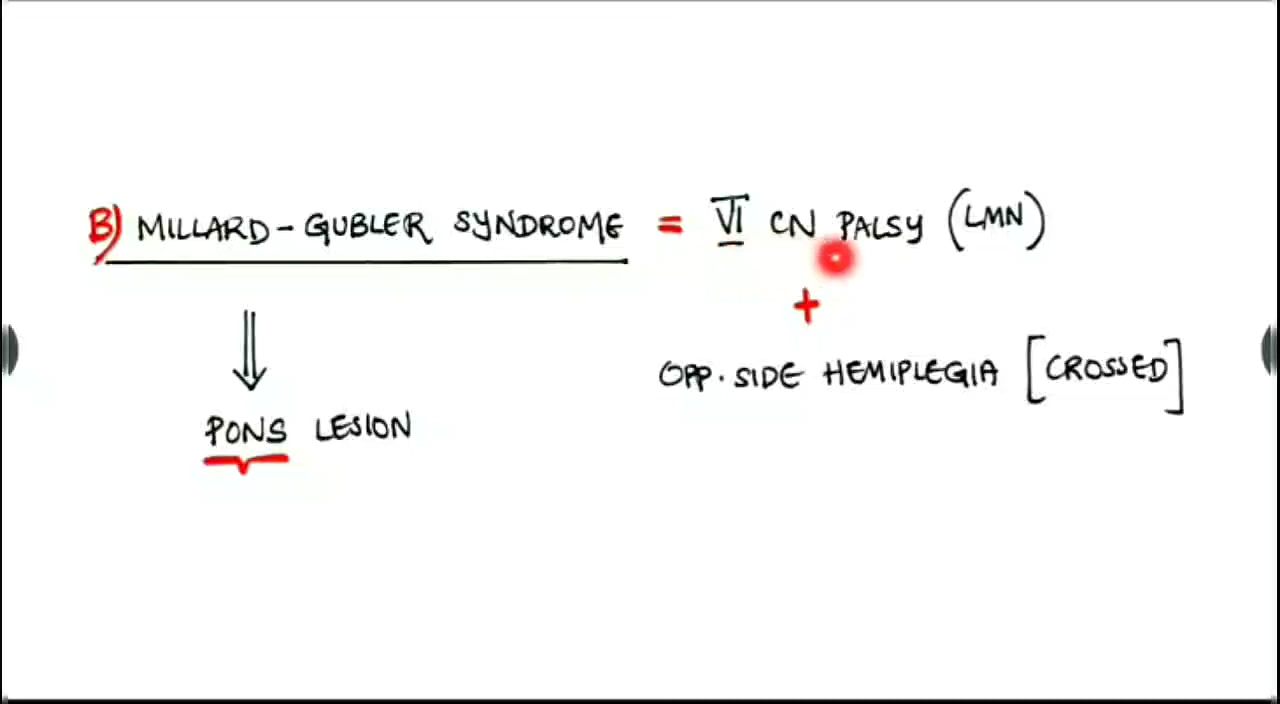 B) MILLARD - GUBLER SYNDROME = VI CN PALSY (LMN)
+
OPP. SIDE HEMIPLEGIA [CROSSED]
⇓
PONS LESION